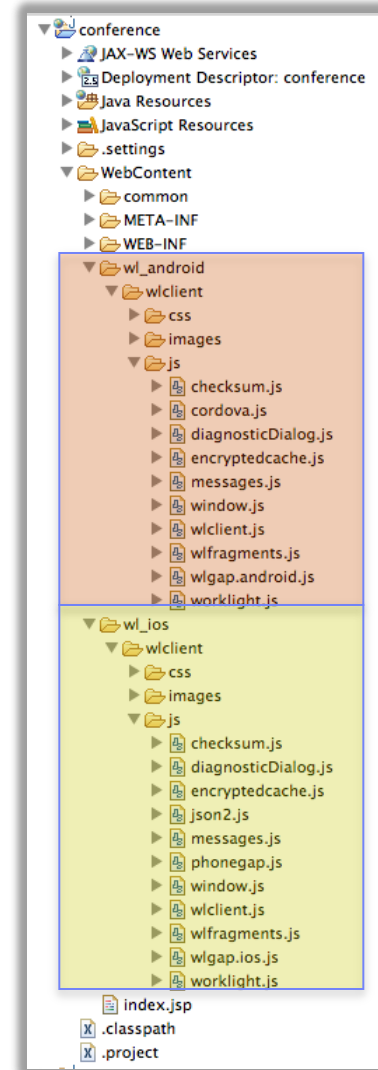 conference
JAX-WS Web Services
2.5 Deployment Descriptor: conference
Java Resources
JavaScript Resources
.settings
WebContent
common
META-INF
WEB-INF
wl_android
wlclient
css
images
js
checksum.js
cordova.js
diagnosticDialog.js
encryptedcache.js
messages.js
window.js
wlclient.js
wlfragments.js
wlgap.android.js
worklight.js
wl_ios
wlclient
css
images
js
checksum.js
diagnosticDialog.js
encryptedcache.js
json2.js
messages.js
phonegap.js
window.js
wlclient.js
wlfragments.js
wlgap.ios.js
worklight.js
index.jsp
X .classpath
X .project